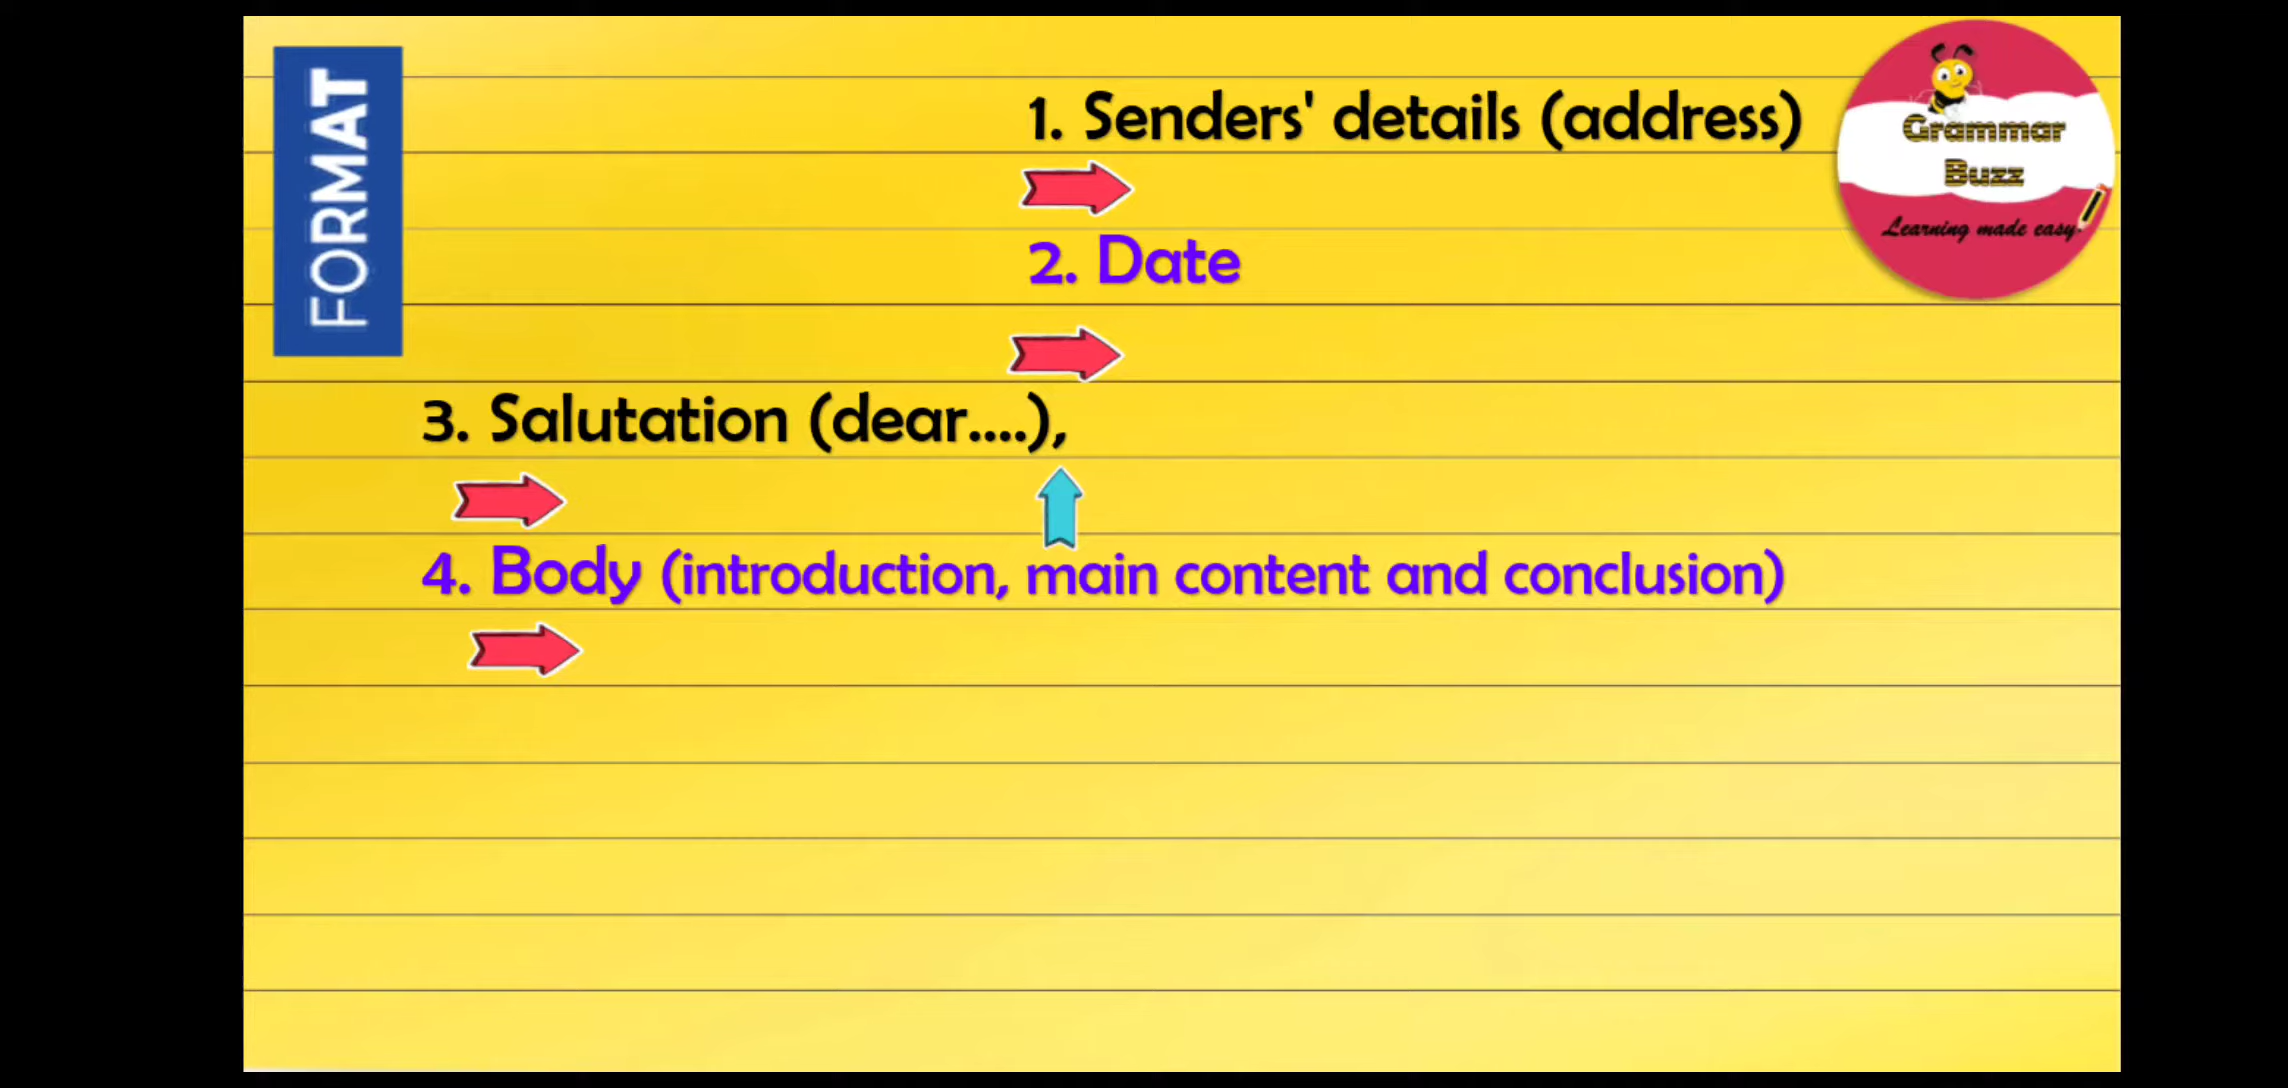 FORMAT
1. Senders' details (address)
Grammar
Buzz
Learning made easy.
2. Date
3. Salutation (dear....),
4. Body (introduction, main content and conclusion)